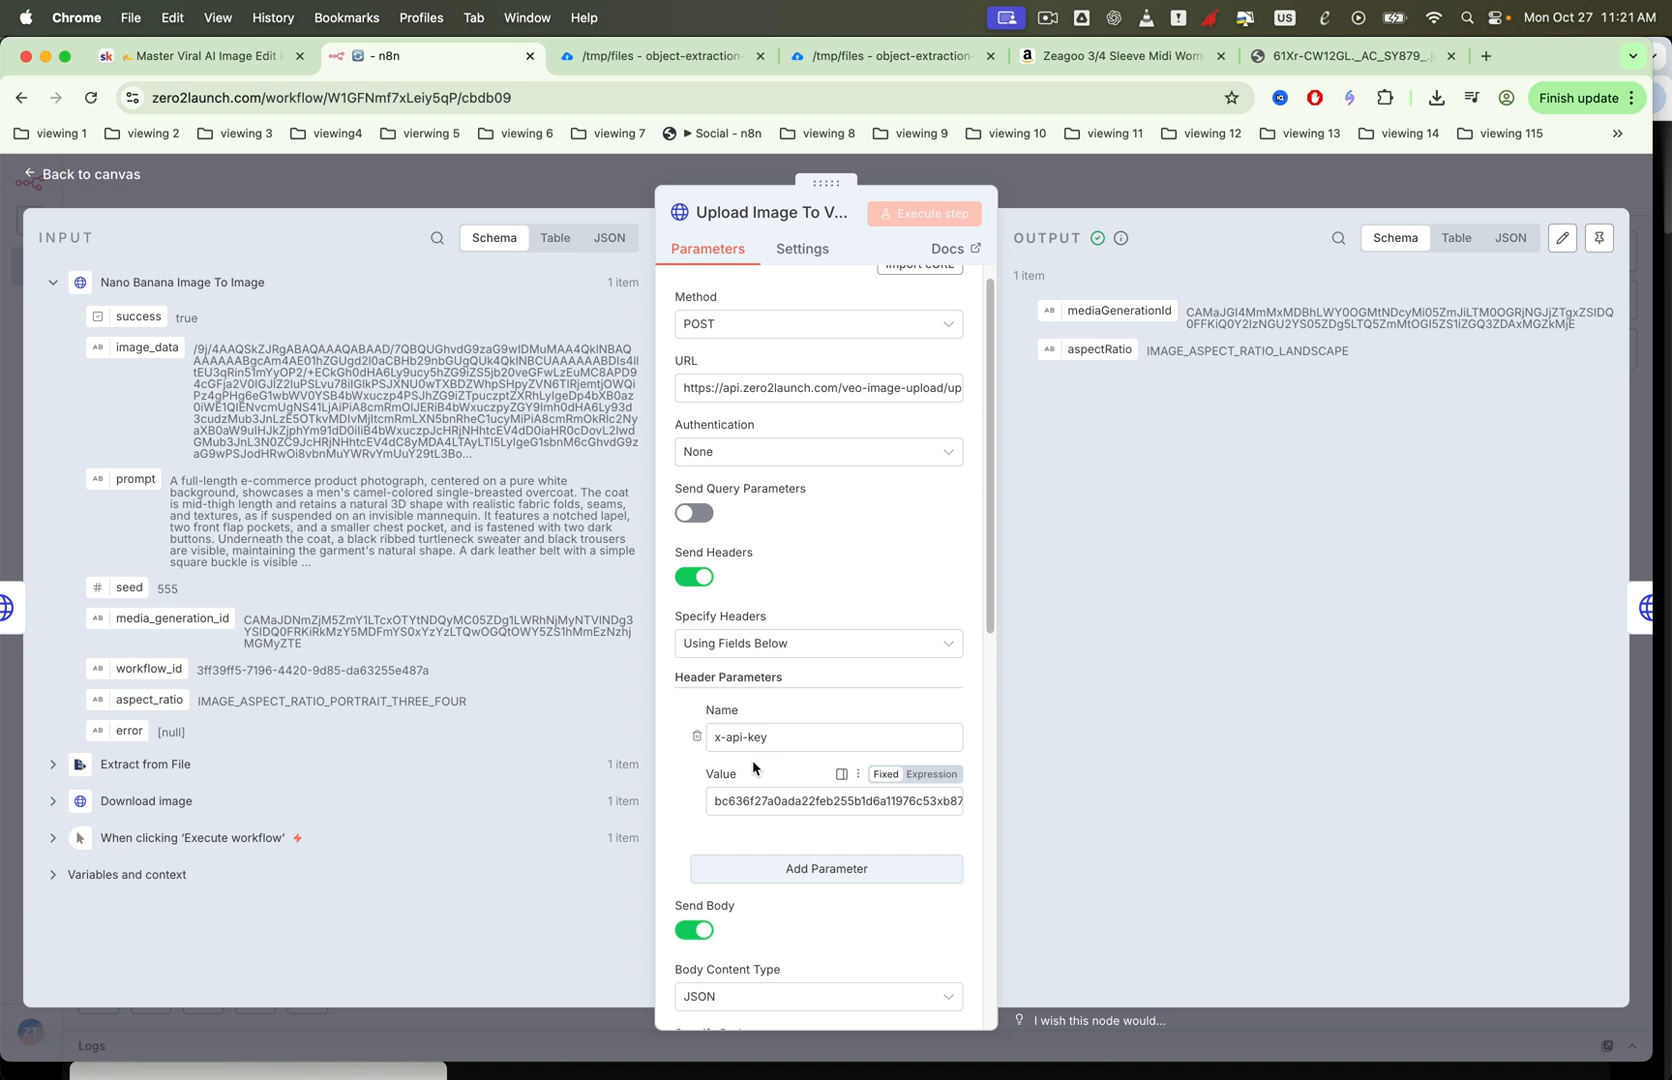 Chrome File Edit View History Bookmarks Profiles Tab Window Help US Mon Oct 27 11:21 AM
sk Master Viral AI Image Edit - n8n /tmp/files - object-extraction- /tmp/files - object-extraction- Zeagoo 3/4 Sleeve Midi Wom 61Xr-CW12GL._AC_SY879_.j
zero2launch.com/workflow/W1GFNmf7xLeiy5qP/cbdb09 Finish update
viewing 1 viewing 2 viewing 3 viewing4 vierwing 5 viewing 6 viewing 7 ▶ Social - n8n viewing 8 viewing 9 viewing 10 viewing 11 viewing 12 viewing 13 viewing 14 viewing 115 »
Back to canvas
INPUT
Schema Table JSON
Nano Banana Image To Image 1 item
success true
image_data
prompt A full-length e-commerce product photograph, centered on a pure white
background, showcases a men's camel-colored single-breasted overcoat. The coat
is mid-thigh length and retains a natural 3D shape with realistic fabric folds, seams,
and textures, as if suspended on an invisible mannequin. It features a notched lapel,
two front flap pockets, and a smaller chest pocket, and is fastened with two dark
buttons. Underneath the coat, a black ribbed turtleneck sweater and black trousers
are visible, maintaining the garment's natural shape. A dark leather belt with a simple
square buckle is visible ...
# seed 555
media_generation_id
workflow_id 3ff39ff5-7196-4420-9d85-da63255e487a
aspect_ratio IMAGE_ASPECT_RATIO_PORTRAIT_THREE_FOUR
error [null]
Extract from File 1 item
Download image 1 item
When clicking ‘Execute workflow’ 1 item
Variables and context
Upload Image To V... Execute step
Parameters Settings Docs
Import cURL
Method
POST
URL
https://api.zero2launch.com/veo-image-upload/up
Authentication
None
Send Query Parameters
Send Headers
Specify Headers
Using Fields Below
Header Parameters
Name
x-api-key
Value Fixed Expression
bc636f27a0ada22feb255b1d6a11976c53xb87
Add Parameter
Send Body
Body Content Type
JSON
OUTPUT
Schema Table JSON
1 item
mediaGenerationId
aspectRatio IMAGE_ASPECT_RATIO_LANDSCAPE
I wish this node would...
ZT
Logs